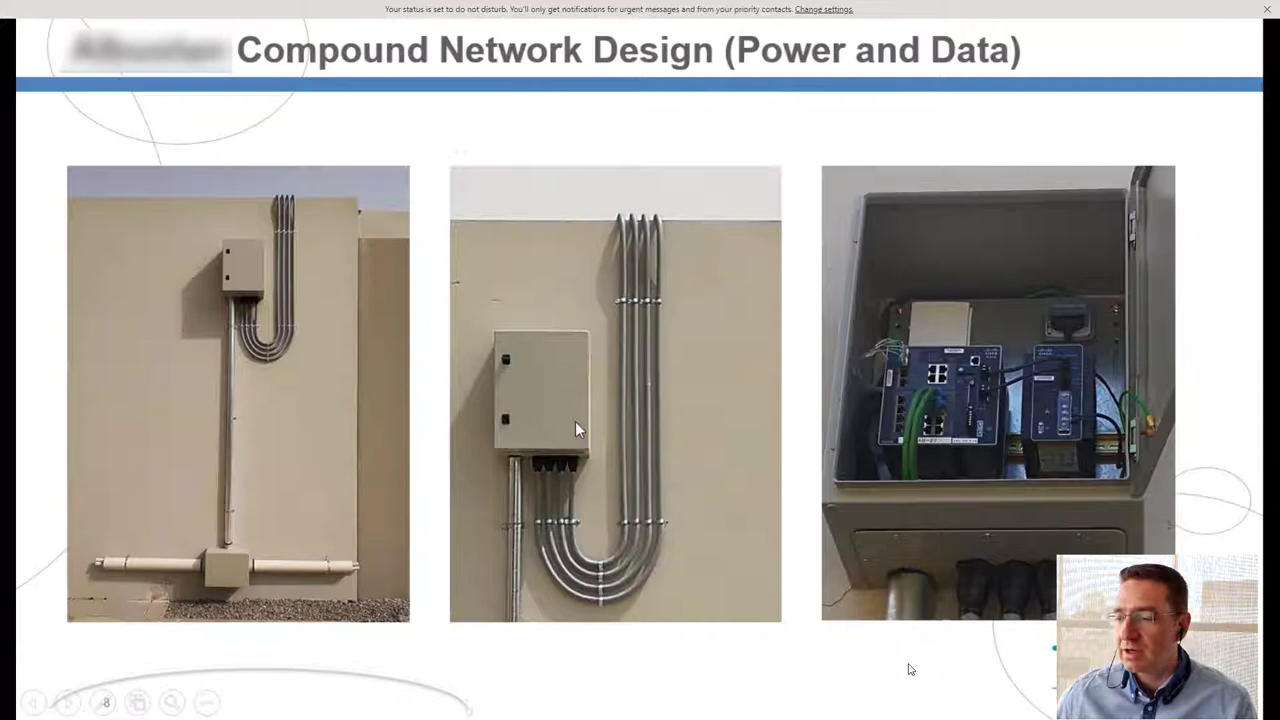 Your status is set to do not disturb. You'll only get notifications for urgent messages and from your priority contacts. Change settings.
Compound Network Design (Power and Data)
8